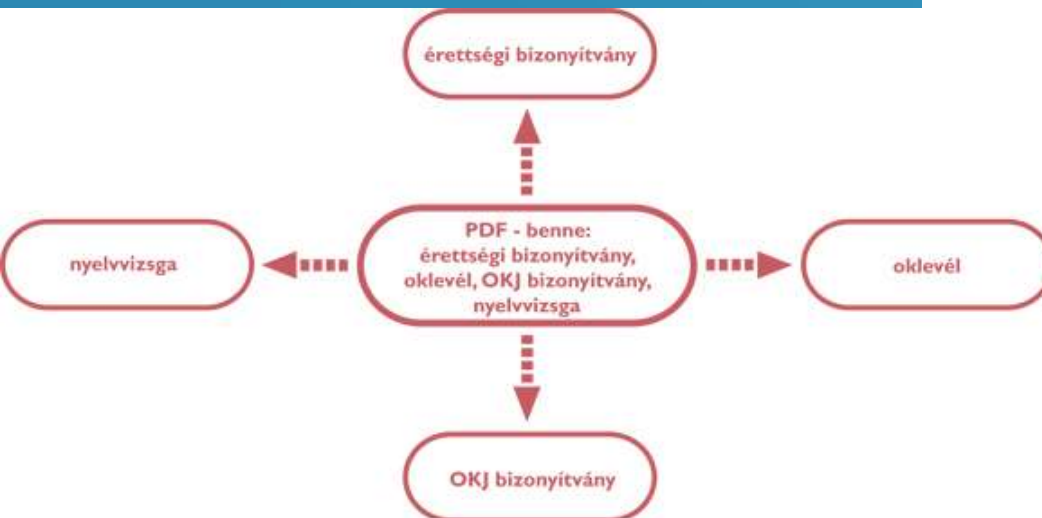 érettségi bizonyítvány
PDF - benne:
érettségi bizonyítvány,
oklevél, OKJ bizonyítvány,
nyelvvizsga
nyelvvizsga
oklevél
OKJ bizonyítvány